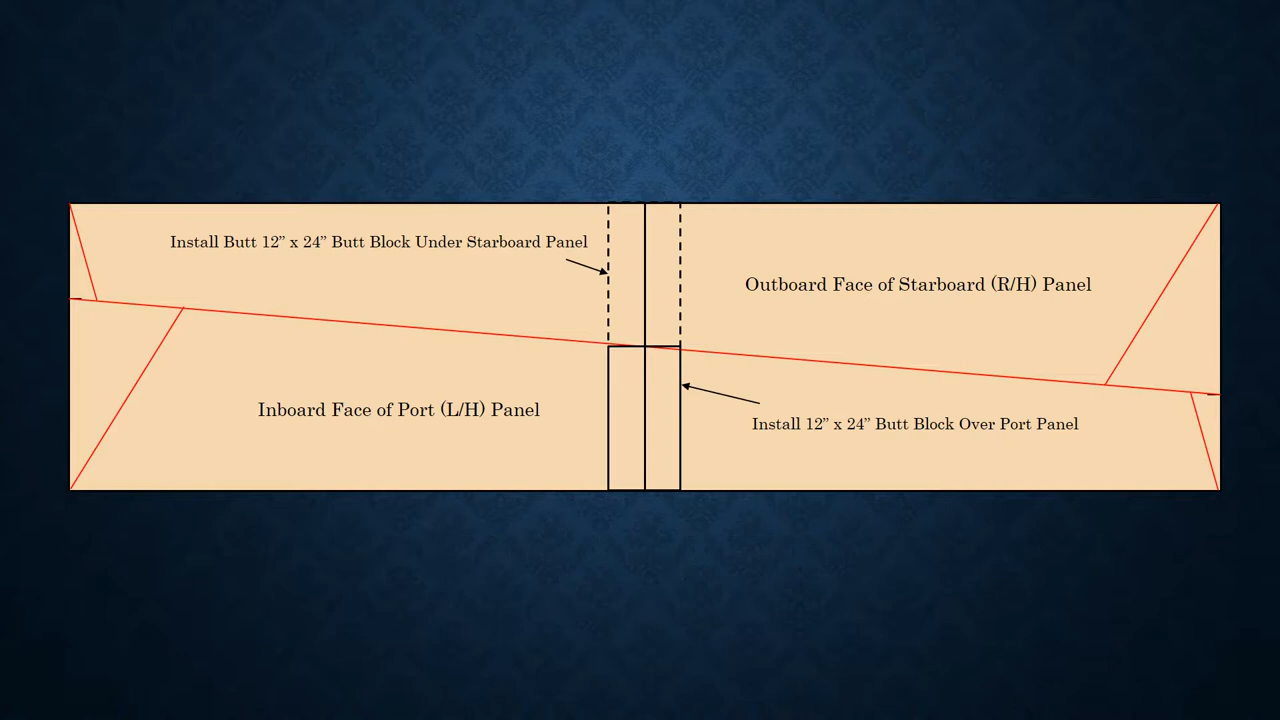 Install Butt 12” x 24” Butt Block Under Starboard Panel
Outboard Face of Starboard (R/H) Panel
Inboard Face of Port (L/H) Panel
Install 12” x 24” Butt Block Over Port Panel